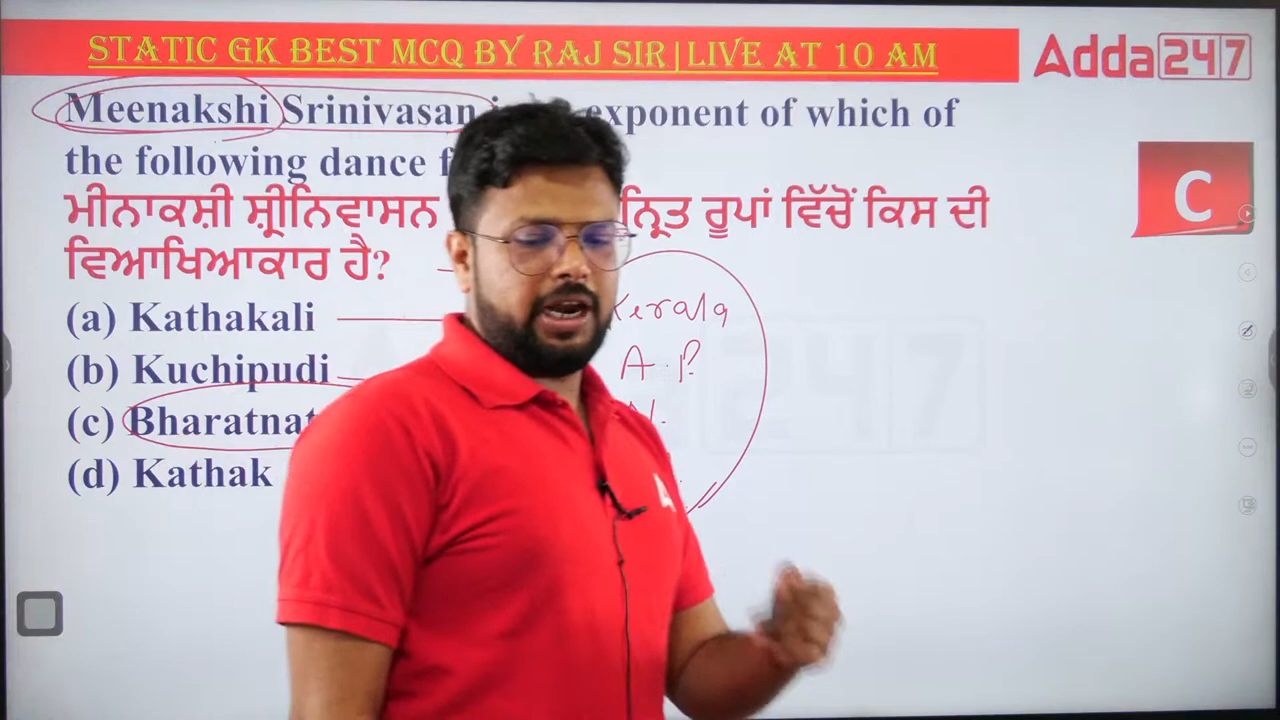 STATIC GK BEST MCQ BY RAJ SIR|LIVE AT 10 AM
Adda247
Meenakshi Srinivasan exponent of which of
the following dance
ਮੀਨਾਕਸ਼ੀ ਸ਼੍ਰੀਨਿਵਾਸਨ ਰੂਪਾਂ ਵਿੱਚੋਂ ਕਿਸ ਦੀ
ਵਿਆਖਿਆਕਾਰ ਹੈ?
C
(a) Kathakali Kerala
(b) Kuchipudi A.P.
(c)
(d) Kathak